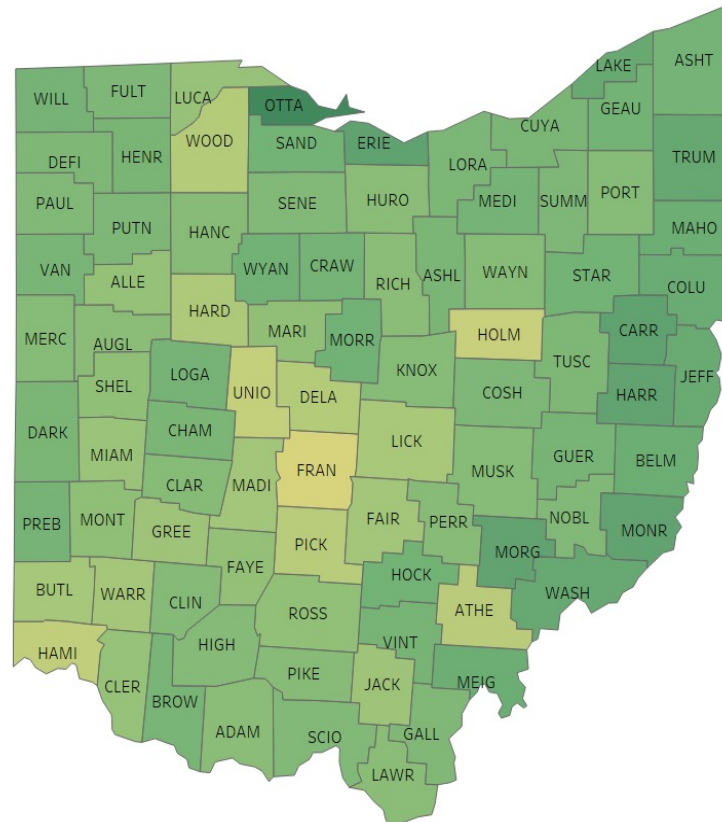 LAKE
ASHT
WILL
FULT
LUCA
OTTA
GEAU
CUYA
WOOD
SAND
ERIE
DEFI
HENR
LORA
TRUM
PAUL
SENE
HURO
MEDI
SUMM
PORT
PUTN
HANC
MAHO
VAN
ALLE
WYAN
CRAW
RICH
ASHL
WAYN
STAR
COLU
MERC
AUGL
HARD
MARI
MORR
HOLM
CARR
TUSC
SHEL
LOGA
UNIO
DELA
KNOX
COSH
HARR
JEFF
DARK
CHAM
LICK
MIAM
FRAN
MUSK
GUER
BELM
CLAR
MADI
PREB
MONT
GREE
PICK
FAIR
PERR
NOBL
MONR
MORG
FAYE
HOCK
BUTL
WARR
CLIN
ROSS
ATHE
WASH
HAMI
HIGH
VINT
CLER
BROW
PIKE
JACK
MEIG
ADAM
SCIO
GALL
LAWR